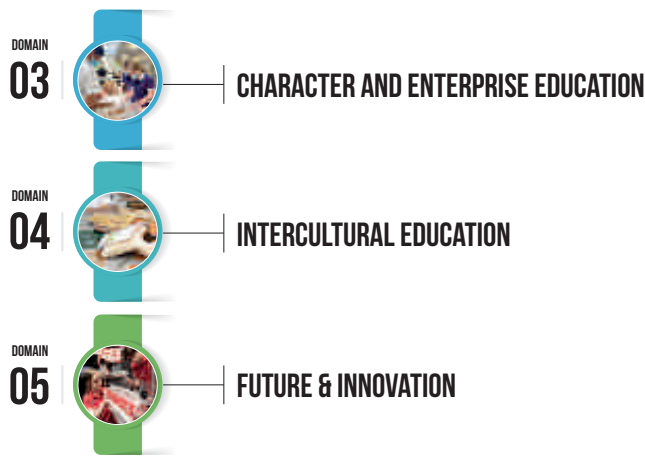 DOMAIN
03
CHARACTER AND ENTERPRISE EDUCATION
DOMAIN
04
INTERCULTURAL EDUCATION
DOMAIN
05
FUTURE & INNOVATION